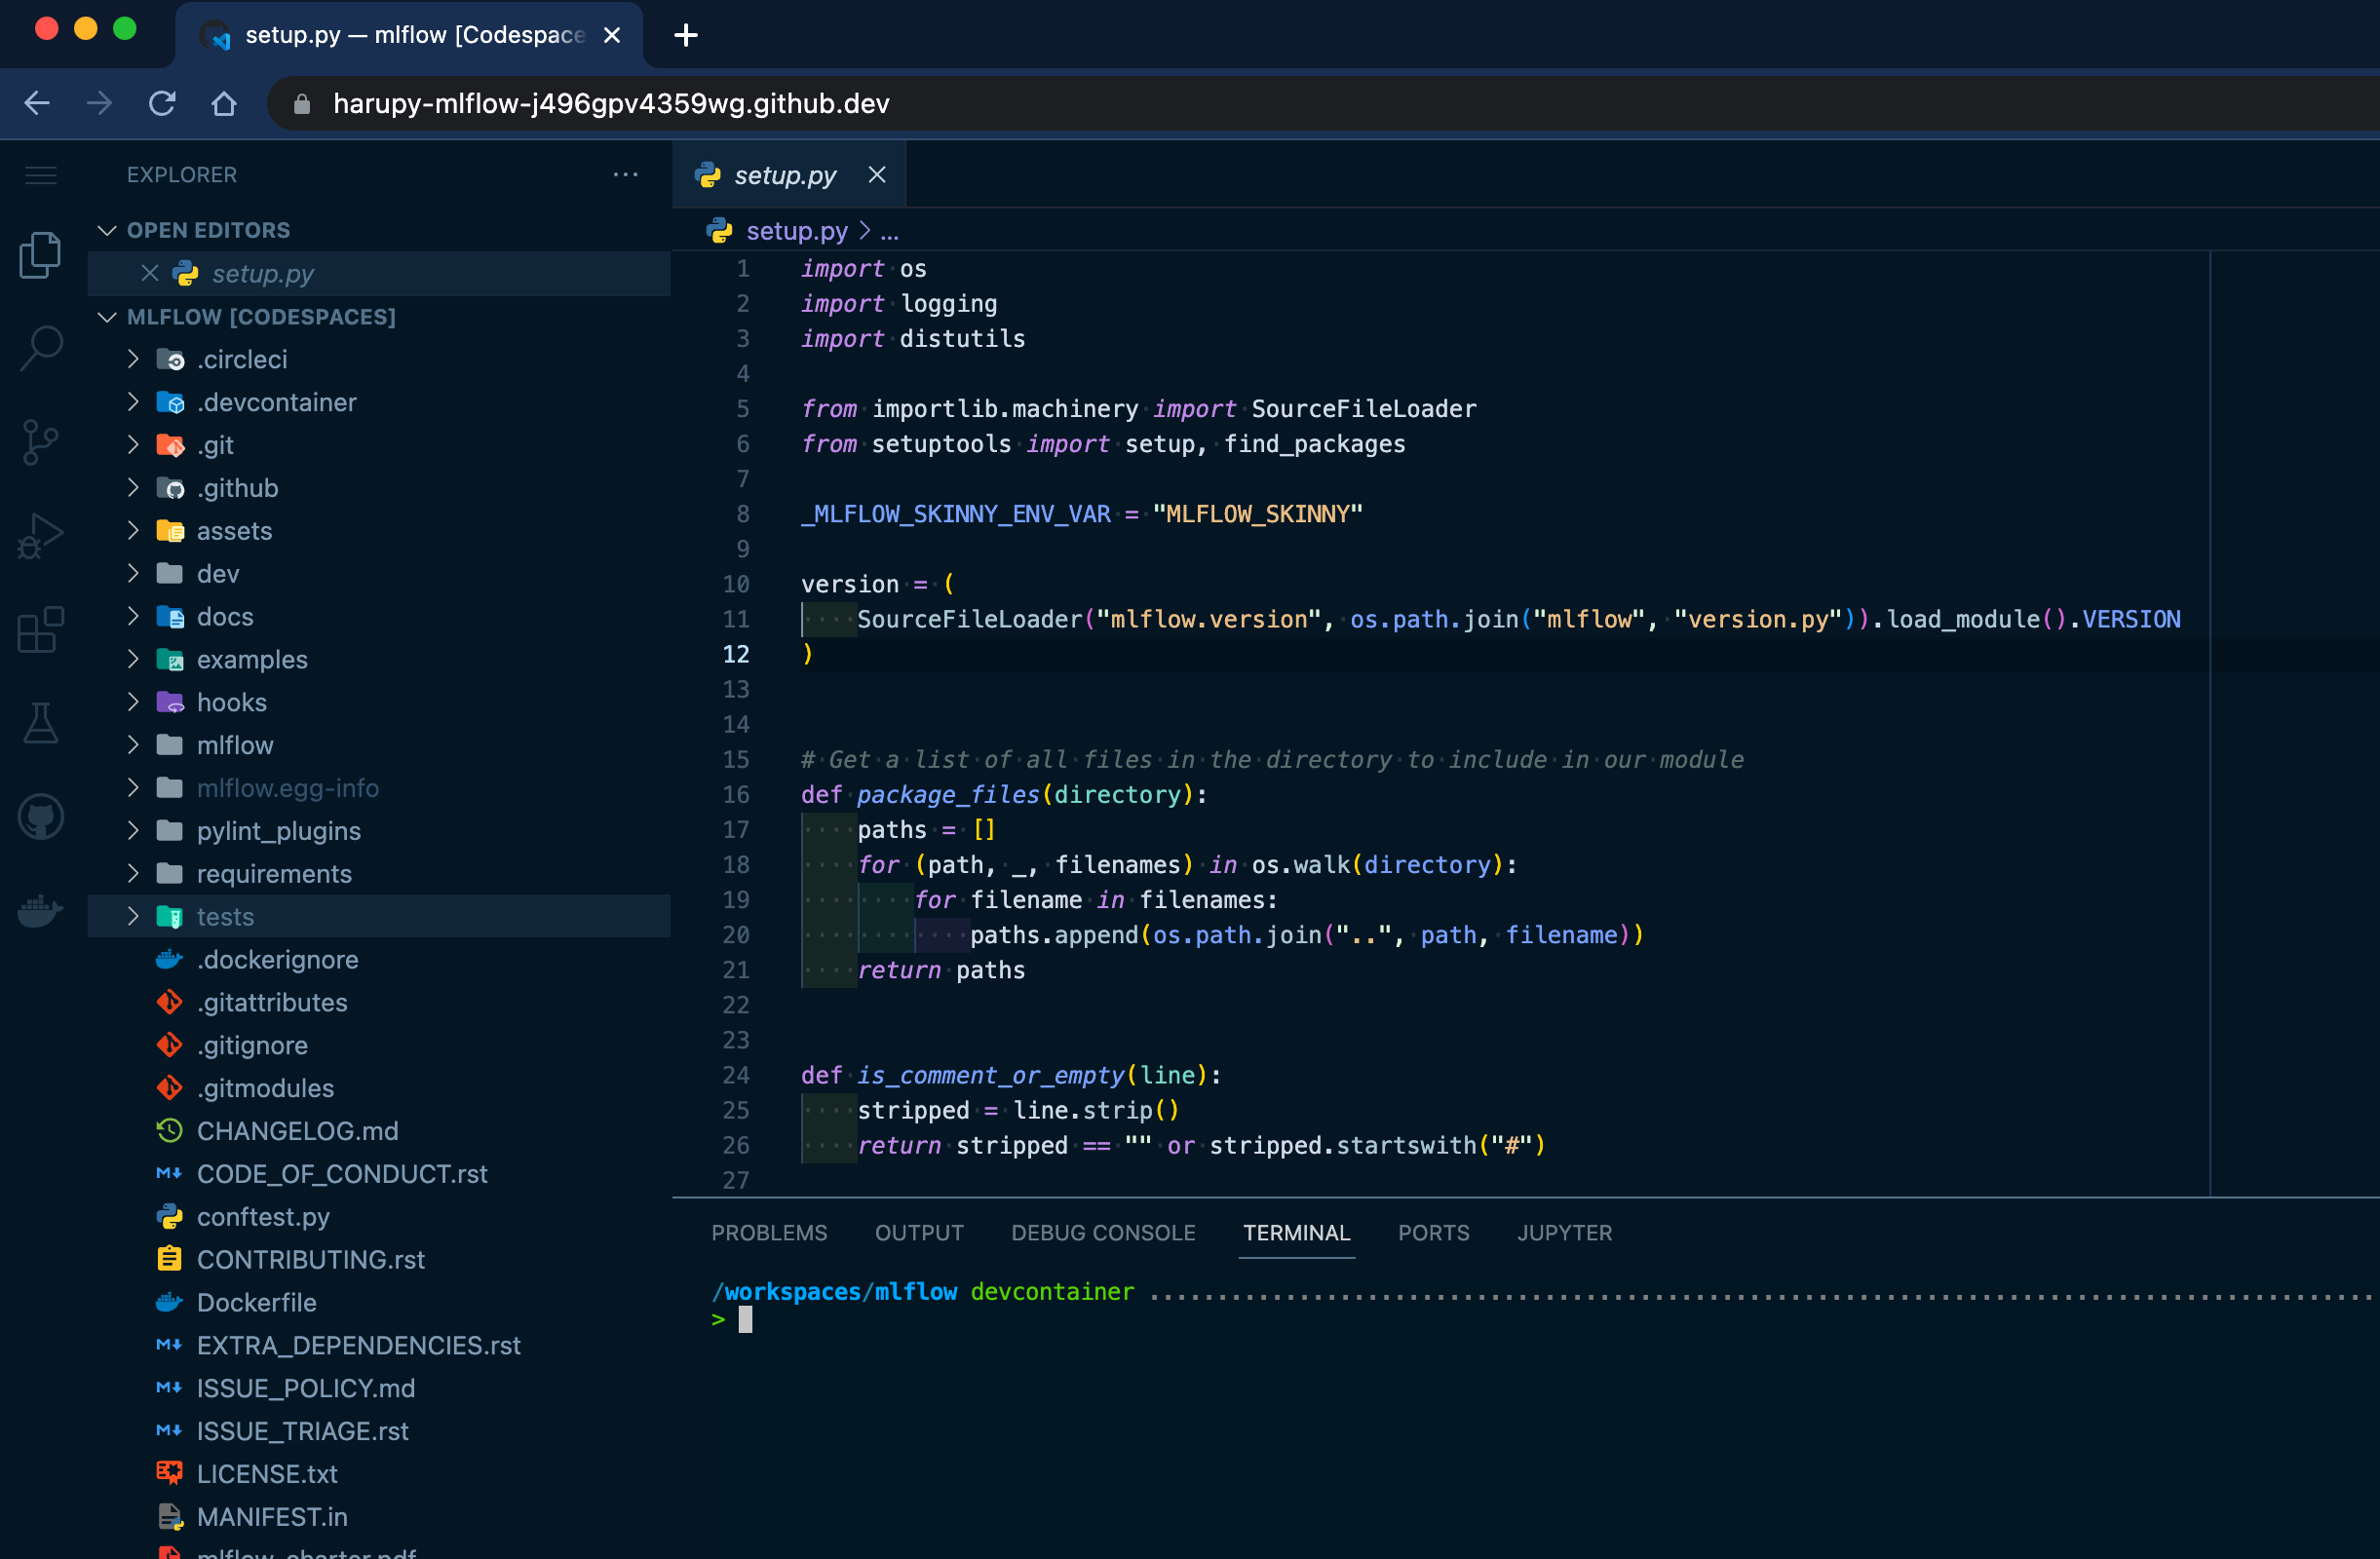 setup.py — mlflow [Codespace
harupy-mlflow-j496gpv4359wg.github.dev
EXPLORER
OPEN EDITORS
setup.py
MLFLOW [CODESPACES]
.circleci
.devcontainer
.git
.github
assets
dev
docs
examples
hooks
mlflow
mlflow.egg-info
pylint_plugins
requirements
tests
.dockerignore
.gitattributes
.gitignore
.gitmodules
CHANGELOG.md
CODE_OF_CONDUCT.rst
conftest.py
CONTRIBUTING.rst
Dockerfile
EXTRA_DEPENDENCIES.rst
ISSUE_POLICY.md
ISSUE_TRIAGE.rst
LICENSE.txt
MANIFEST.in
mlflow-charter.pdf
setup.py
setup.py > ...
1 import os
2 import logging
3 import distutils
4
5 from importlib.machinery import SourceFileLoader
6 from setuptools import setup, find_packages
7
8 _MLFLOW_SKINNY_ENV_VAR = "MLFLOW_SKINNY"
9
10 version = (
11     SourceFileLoader("mlflow.version", os.path.join("mlflow", "version.py")).load_module().VERSION
12 )
13
14
15 # Get a list of all files in the directory to include in our module
16 def package_files(directory):
17     paths = []
18     for (path, _, filenames) in os.walk(directory):
19         for filename in filenames:
20             paths.append(os.path.join("..", path, filename))
21     return paths
22
23
24 def is_comment_or_empty(line):
25     stripped = line.strip()
26     return stripped == "" or stripped.startswith("#")
27
PROBLEMS OUTPUT DEBUG CONSOLE TERMINAL PORTS JUPYTER
/workspaces/mlflow devcontainer ..........................................................................................
>